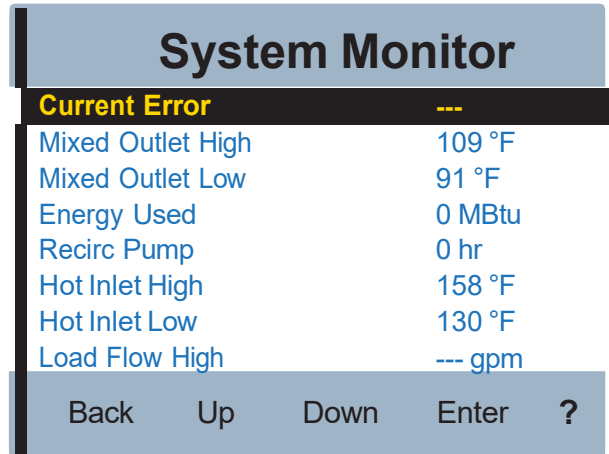 System Monitor
Current Error ---
Mixed Outlet High 109 °F
Mixed Outlet Low 91 °F
Energy Used 0 MBtu
Recirc Pump 0 hr
Hot Inlet High 158 °F
Hot Inlet Low 130 °F
Load Flow High --- gpm
Back Up Down Enter ?